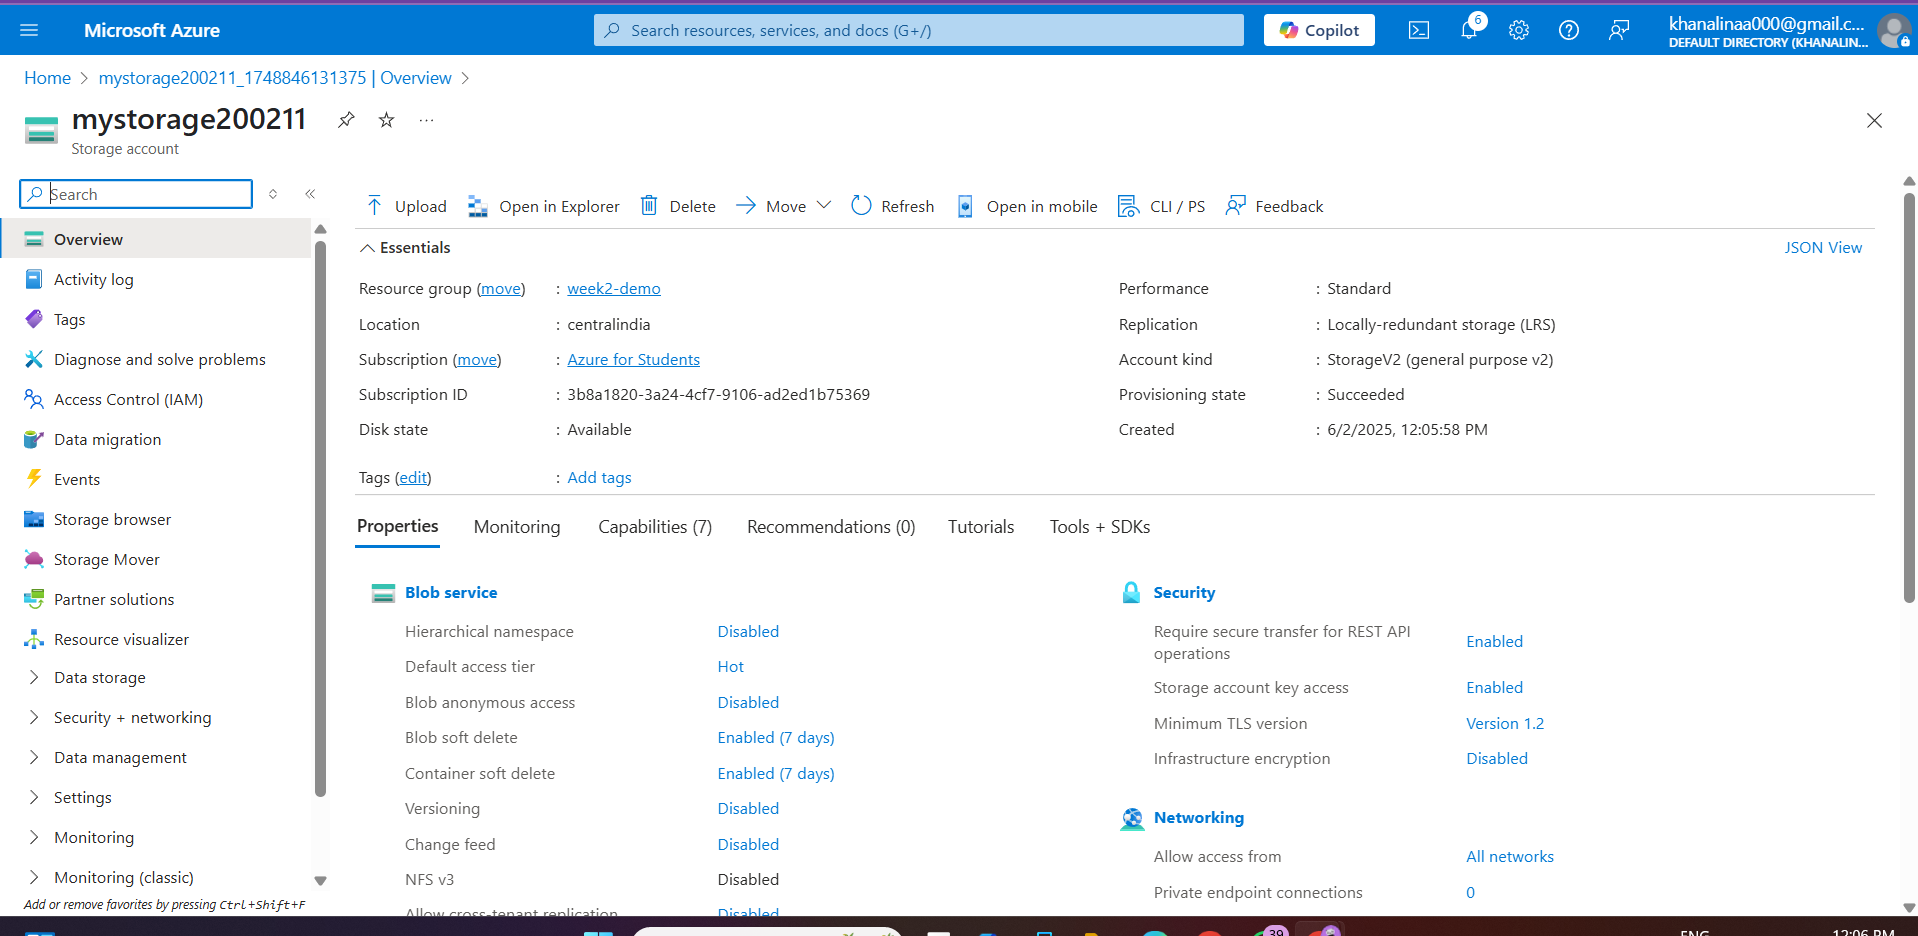 Microsoft Azure
Search resources, services, and docs (G+/)
Copilot
6
khanalinaa000@gmail.c...
DEFAULT DIRECTORY (KHANALIN...
Home > mystorage200211_1748846131375 | Overview >
mystorage200211
Storage account
Search
Overview
Activity log
Tags
Diagnose and solve problems
Access Control (IAM)
Data migration
Events
Storage browser
Storage Mover
Partner solutions
Resource visualizer
Data storage
Security + networking
Data management
Settings
Monitoring
Monitoring (classic)
Add or remove favorites by pressing Ctrl+Shift+F
Upload
Open in Explorer
Delete
Move
Refresh
Open in mobile
CLI / PS
Feedback
Essentials
JSON View
Resource group (move) : week2-demo
Location : centralindia
Subscription (move) : Azure for Students
Subscription ID : 3b8a1820-3a24-4cf7-9106-ad2ed1b75369
Disk state : Available
Performance : Standard
Replication : Locally-redundant storage (LRS)
Account kind : StorageV2 (general purpose v2)
Provisioning state : Succeeded
Created : 6/2/2025, 12:05:58 PM
Tags (edit) : Add tags
Properties
Monitoring
Capabilities (7)
Recommendations (0)
Tutorials
Tools + SDKs
Blob service
Hierarchical namespace Disabled
Default access tier Hot
Blob anonymous access Disabled
Blob soft delete Enabled (7 days)
Container soft delete Enabled (7 days)
Versioning Disabled
Change feed Disabled
NFS v3 Disabled
Allow cross-tenant replication Disabled
Security
Require secure transfer for REST API
operations Enabled
Storage account key access Enabled
Minimum TLS version Version 1.2
Infrastructure encryption Disabled
Networking
Allow access from All networks
Private endpoint connections 0
39
ENG
12:06 PM